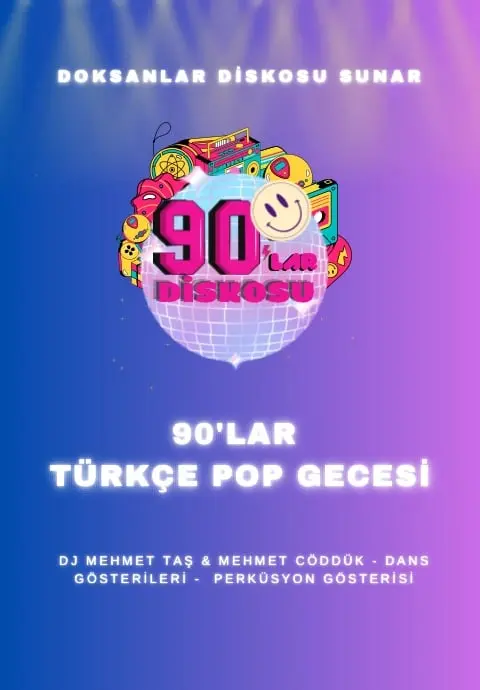 DOKSANLAR DİSKOSU SUNAR
90'LAR
DİSKOSU
90'LAR
TÜRKÇE POP GECESİ
DJ MEHMET TAŞ & MEHMET CÖDDÜK - DANS
GÖSTERİLERİ - PERKÜSYON GÖSTERİSİ